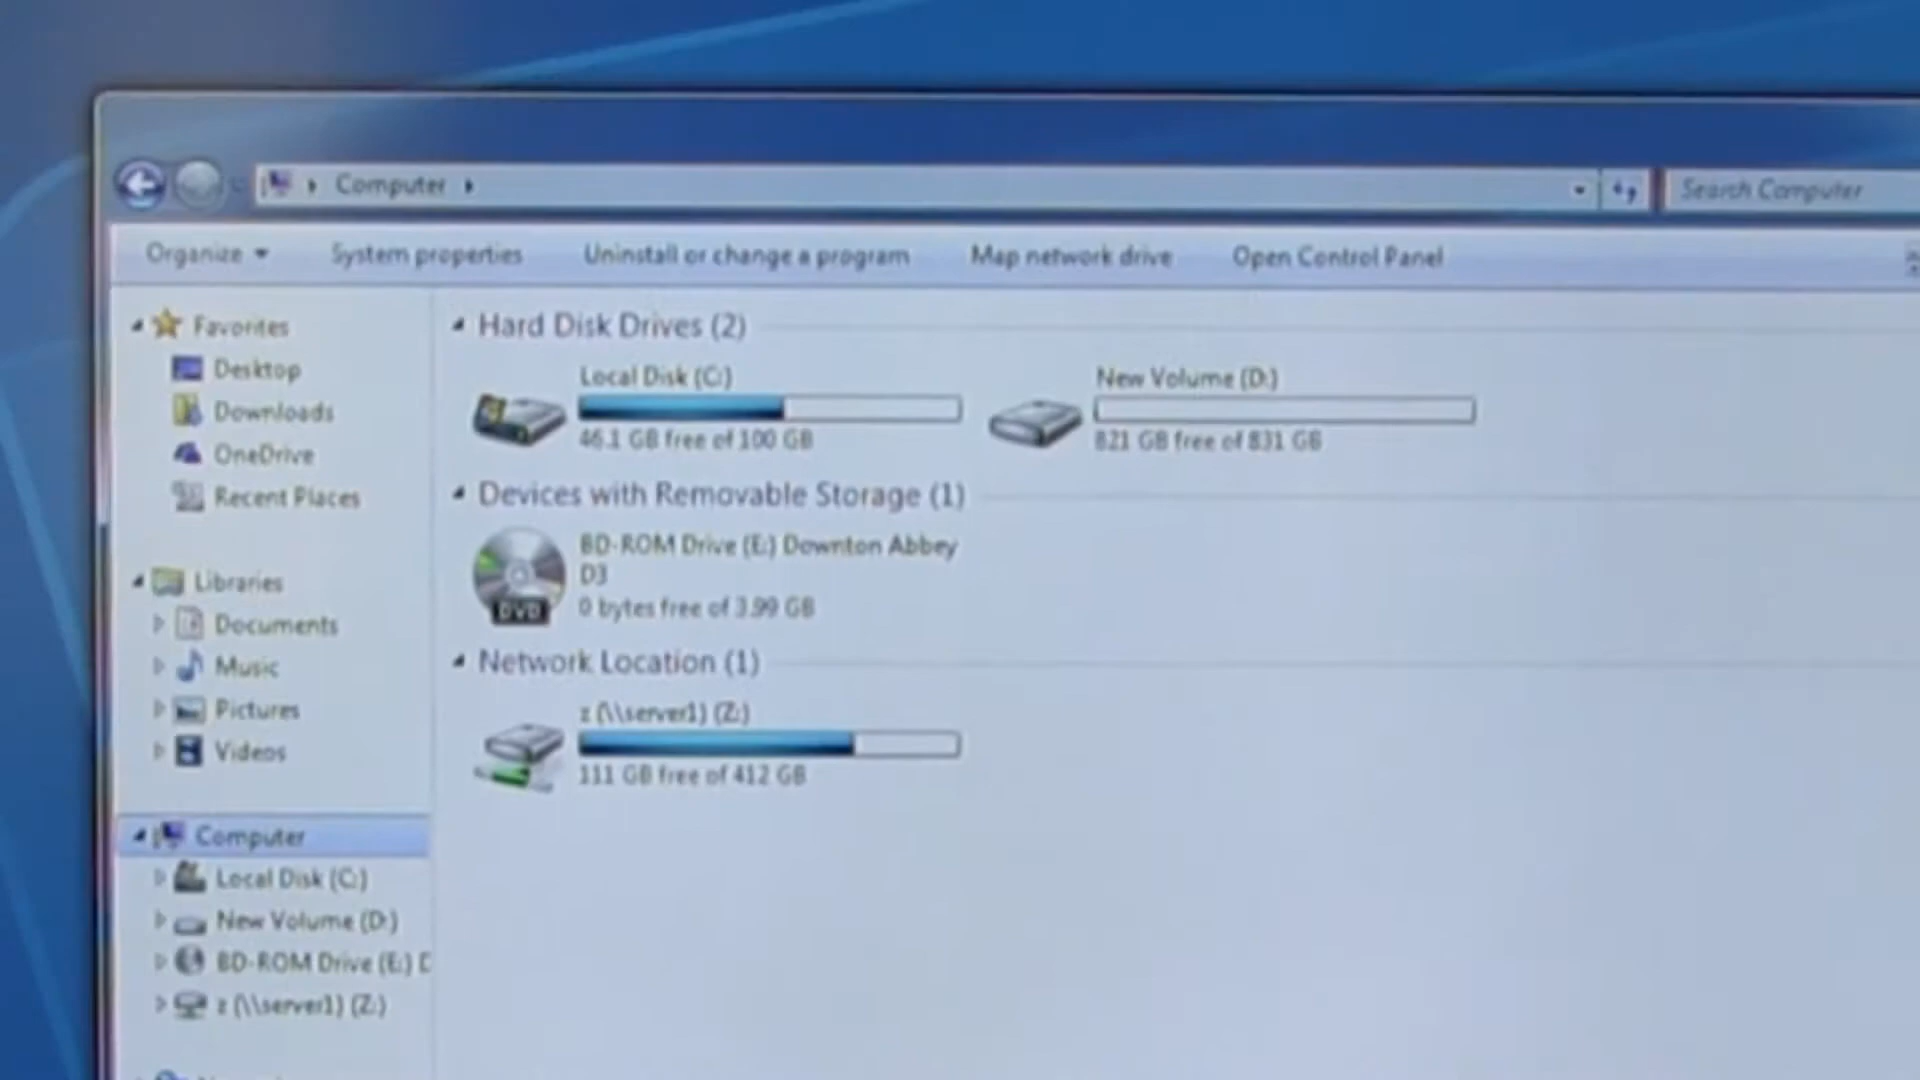 Computer
Search Computer
Organize
System properties
Uninstall or change a program
Map network drive
Open Control Panel
Favorites
Desktop
Downloads
OneDrive
Recent Places
Libraries
Documents
Music
Pictures
Videos
Computer
Local Disk (C:)
New Volume (D:)
BD-ROM Drive (E:) D
z (\\server1) (Z:)
Hard Disk Drives (2)
Local Disk (C:)
46.1 GB free of 100 GB
New Volume (D:)
821 GB free of 831 GB
Devices with Removable Storage (1)
BD-ROM Drive (E:) Downton Abbey
D3
0 bytes free of 3.99 GB
DVD
Network Location (1)
z (\\server1) (Z:)
111 GB free of 412 GB